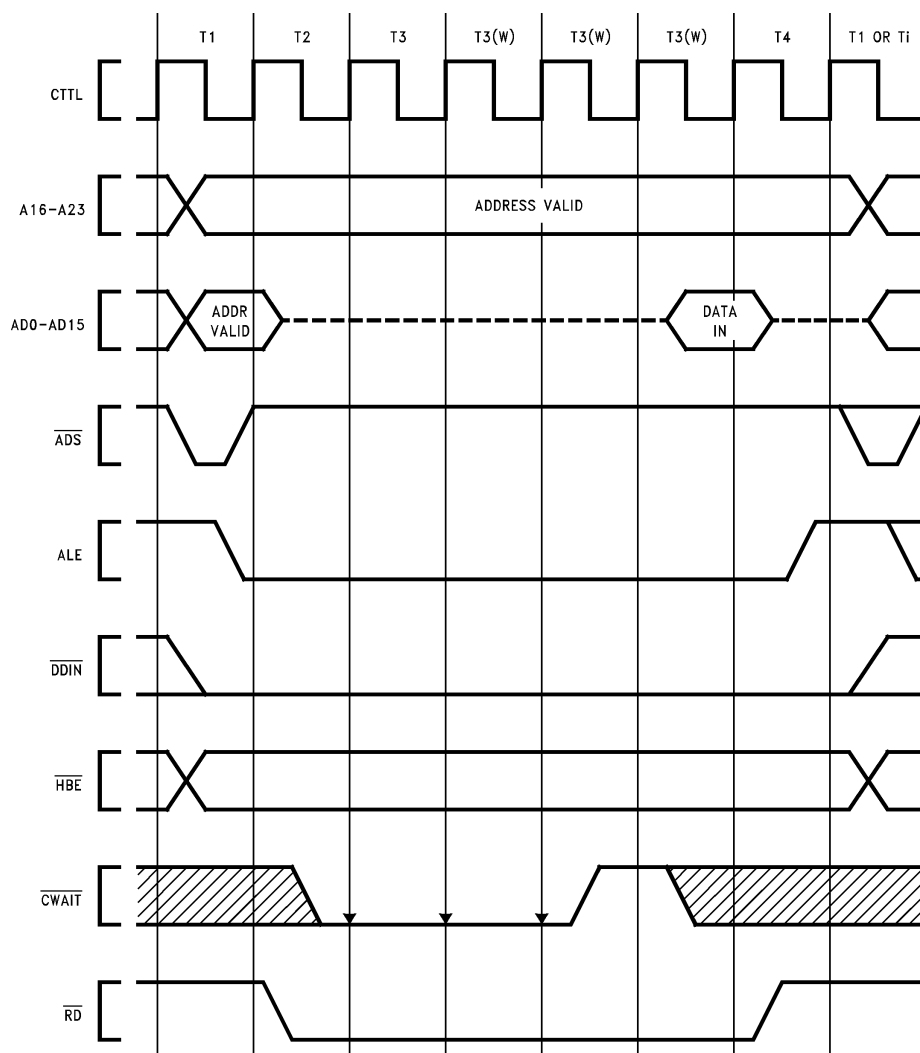 T1 T2 T3 T3(W) T3(W) T3(W) T4 T1 OR Ti
CTTL
A16-A23 ADDRESS VALID
AD0-AD15
ADDR
VALID
DATA
IN
ADS
ALE
DDIN
HBE
CWAIT
RD